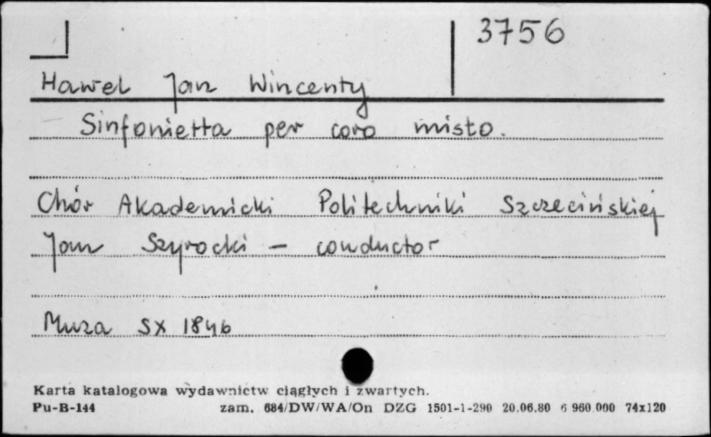 3756
Hawel Jan Wincenty
Sinfonietta per coro misto.
Chór Akademicki Politechniki Szczecińskiej
Jan Szyrocki - conductor
Muza SX 1846
Karta katalogowa wydawnictw ciągłych i zwartych.
Pu-B-144 zam. 684/DW/WA/On DZG 1501-1-290 20.06.80 6 960 000 74x120